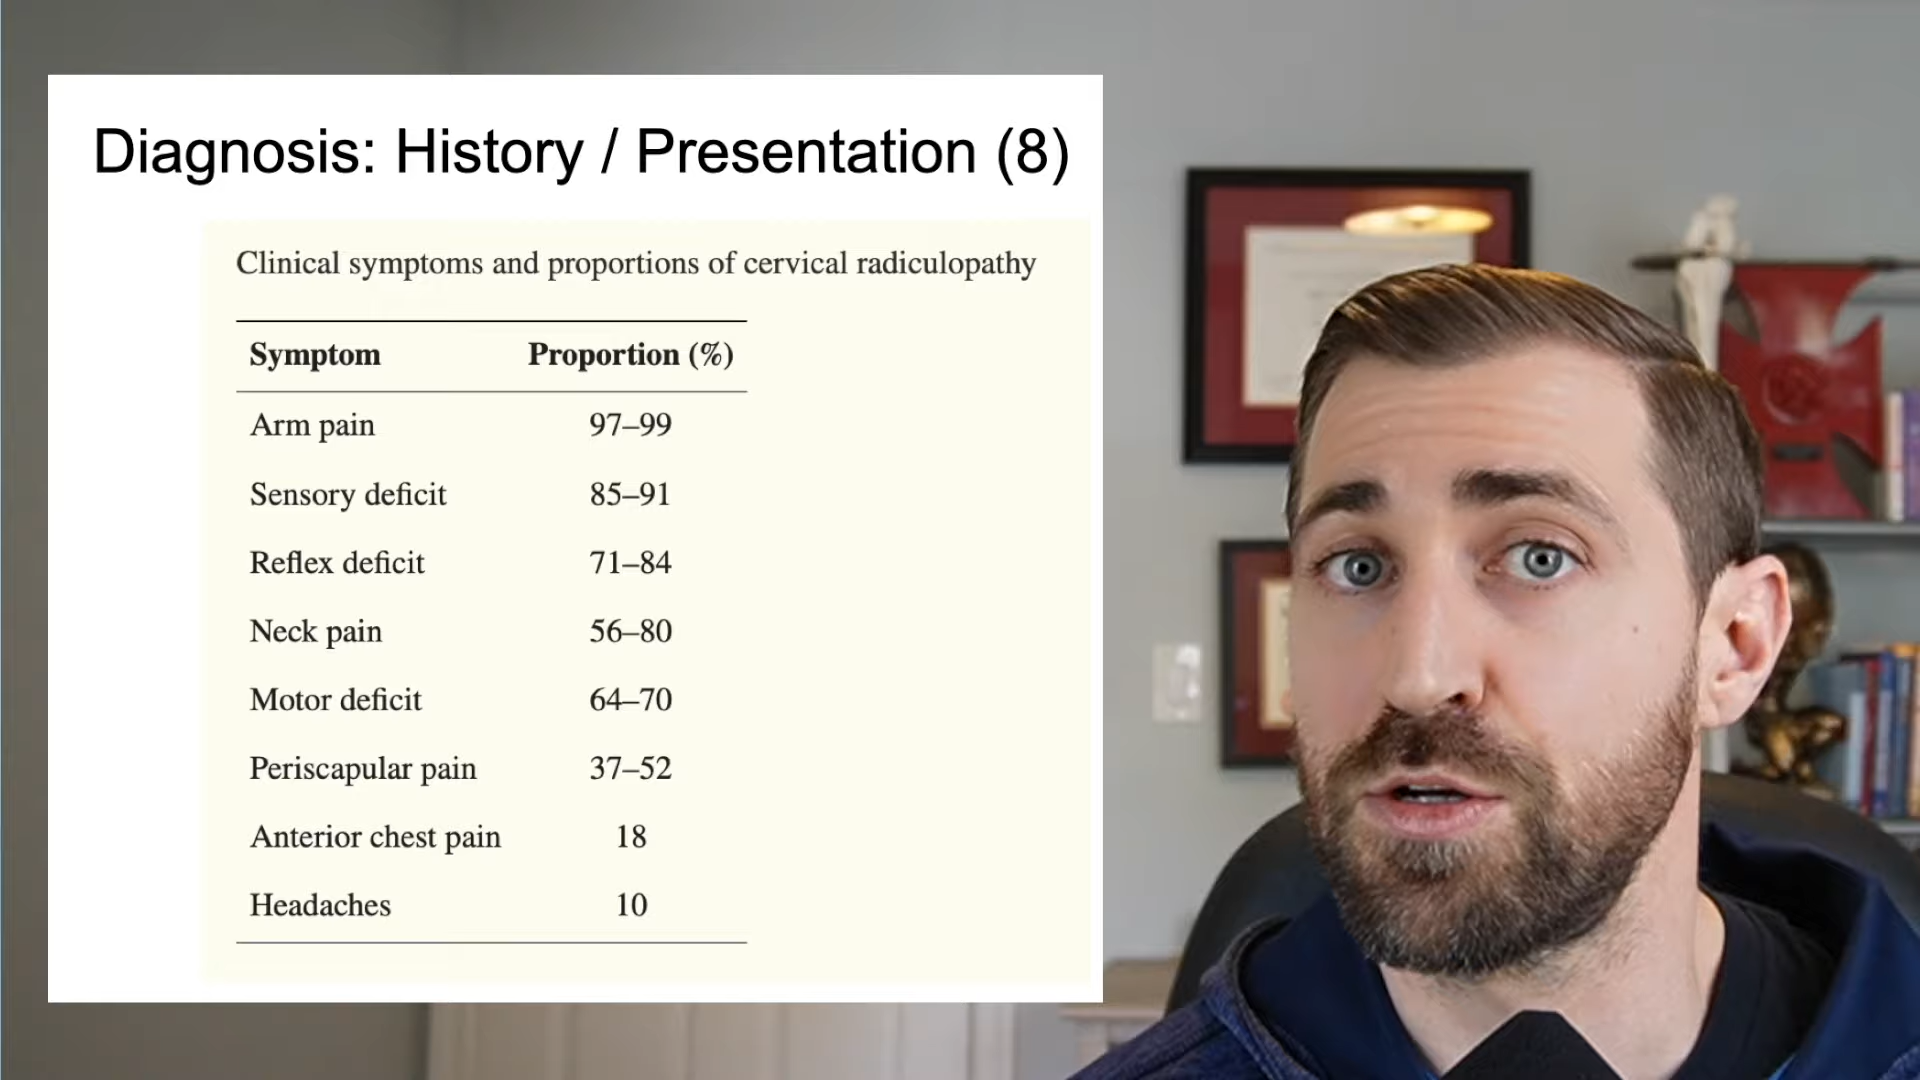 Diagnosis: History / Presentation (8)
Clinical symptoms and proportions of cervical radiculopathy
Symptom Proportion (%)
Arm pain 97–99
Sensory deficit 85–91
Reflex deficit 71–84
Neck pain 56–80
Motor deficit 64–70
Periscapular pain 37–52
Anterior chest pain 18
Headaches 10